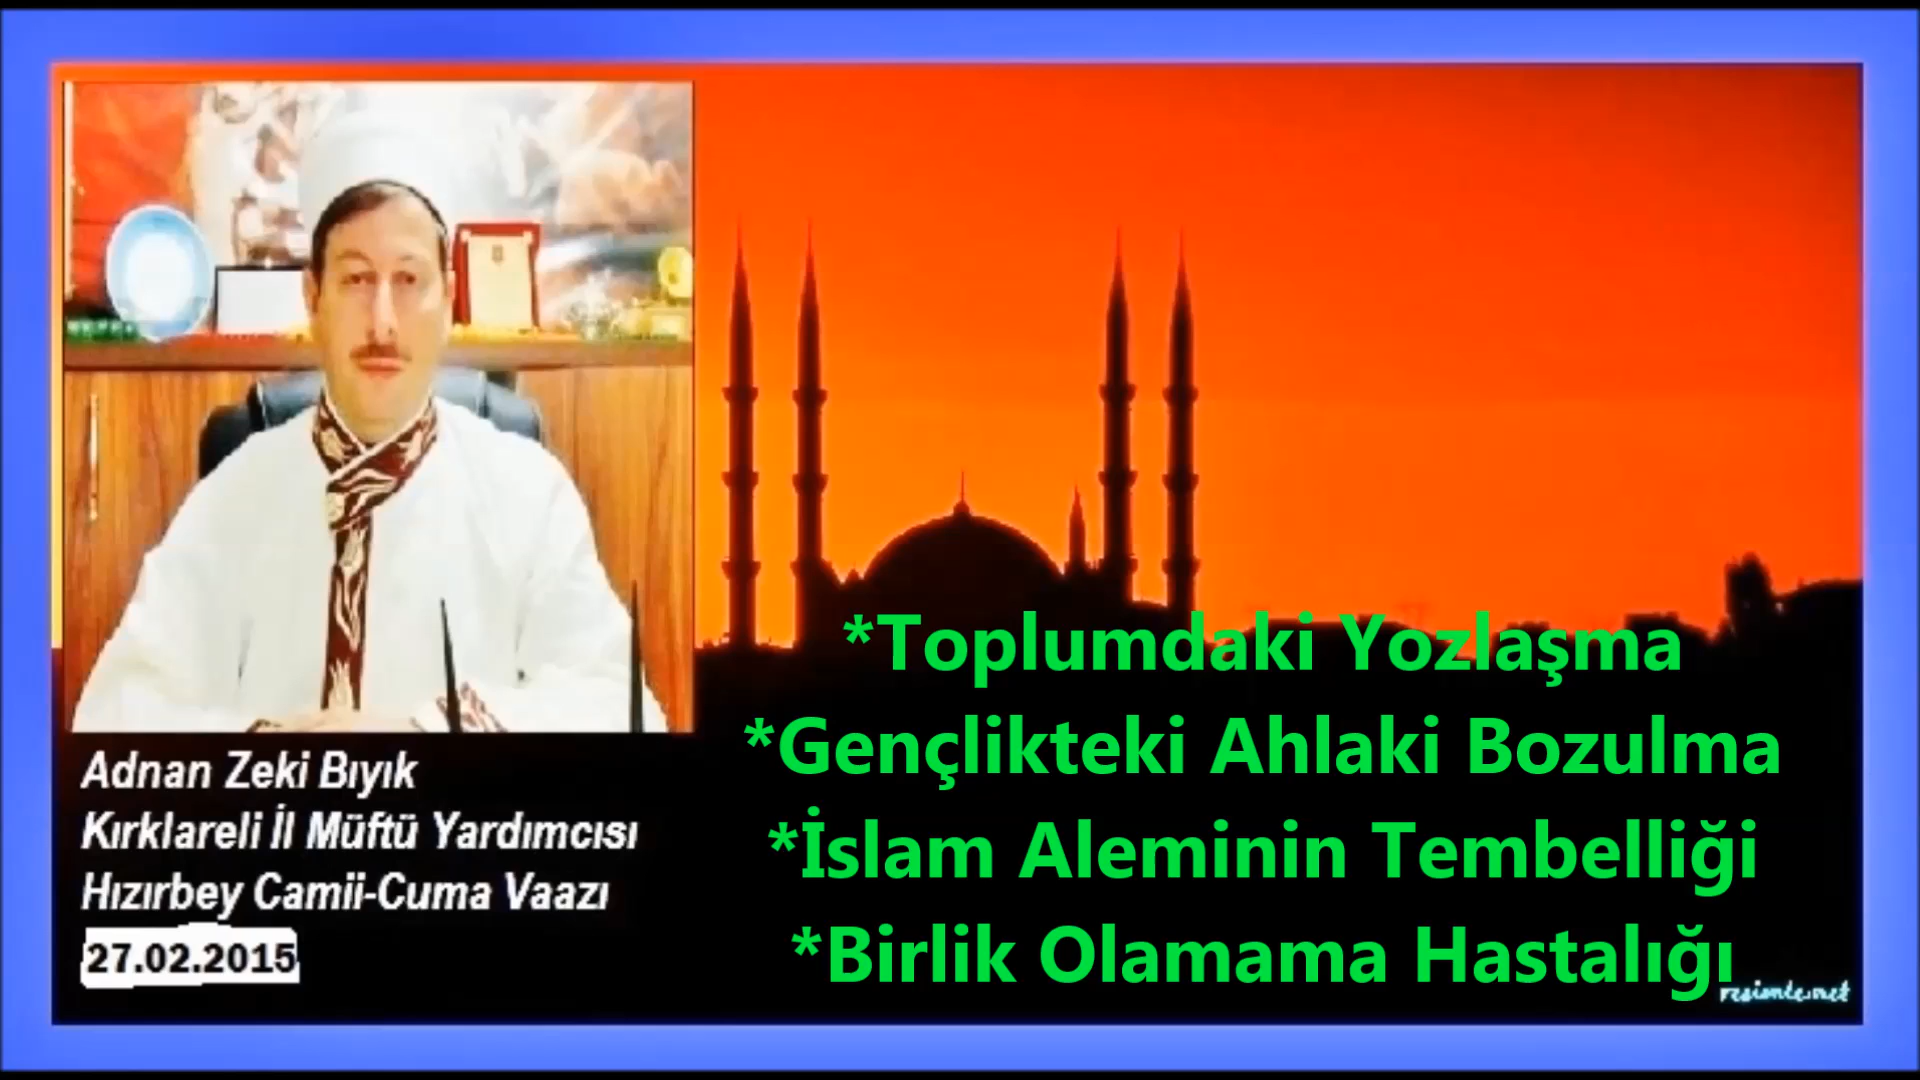 Adnan Zeki Bıyık
Kırklareli İl Müftü Yardımcısı
Hızırbey Camii-Cuma Vaazı
27.02.2015
*Toplumdaki Yozlaşma
*Gençlikteki Ahlaki Bozulma
*İslam Aleminin Tembelliği
*Birlik Olamama Hastalığı
resimle.net